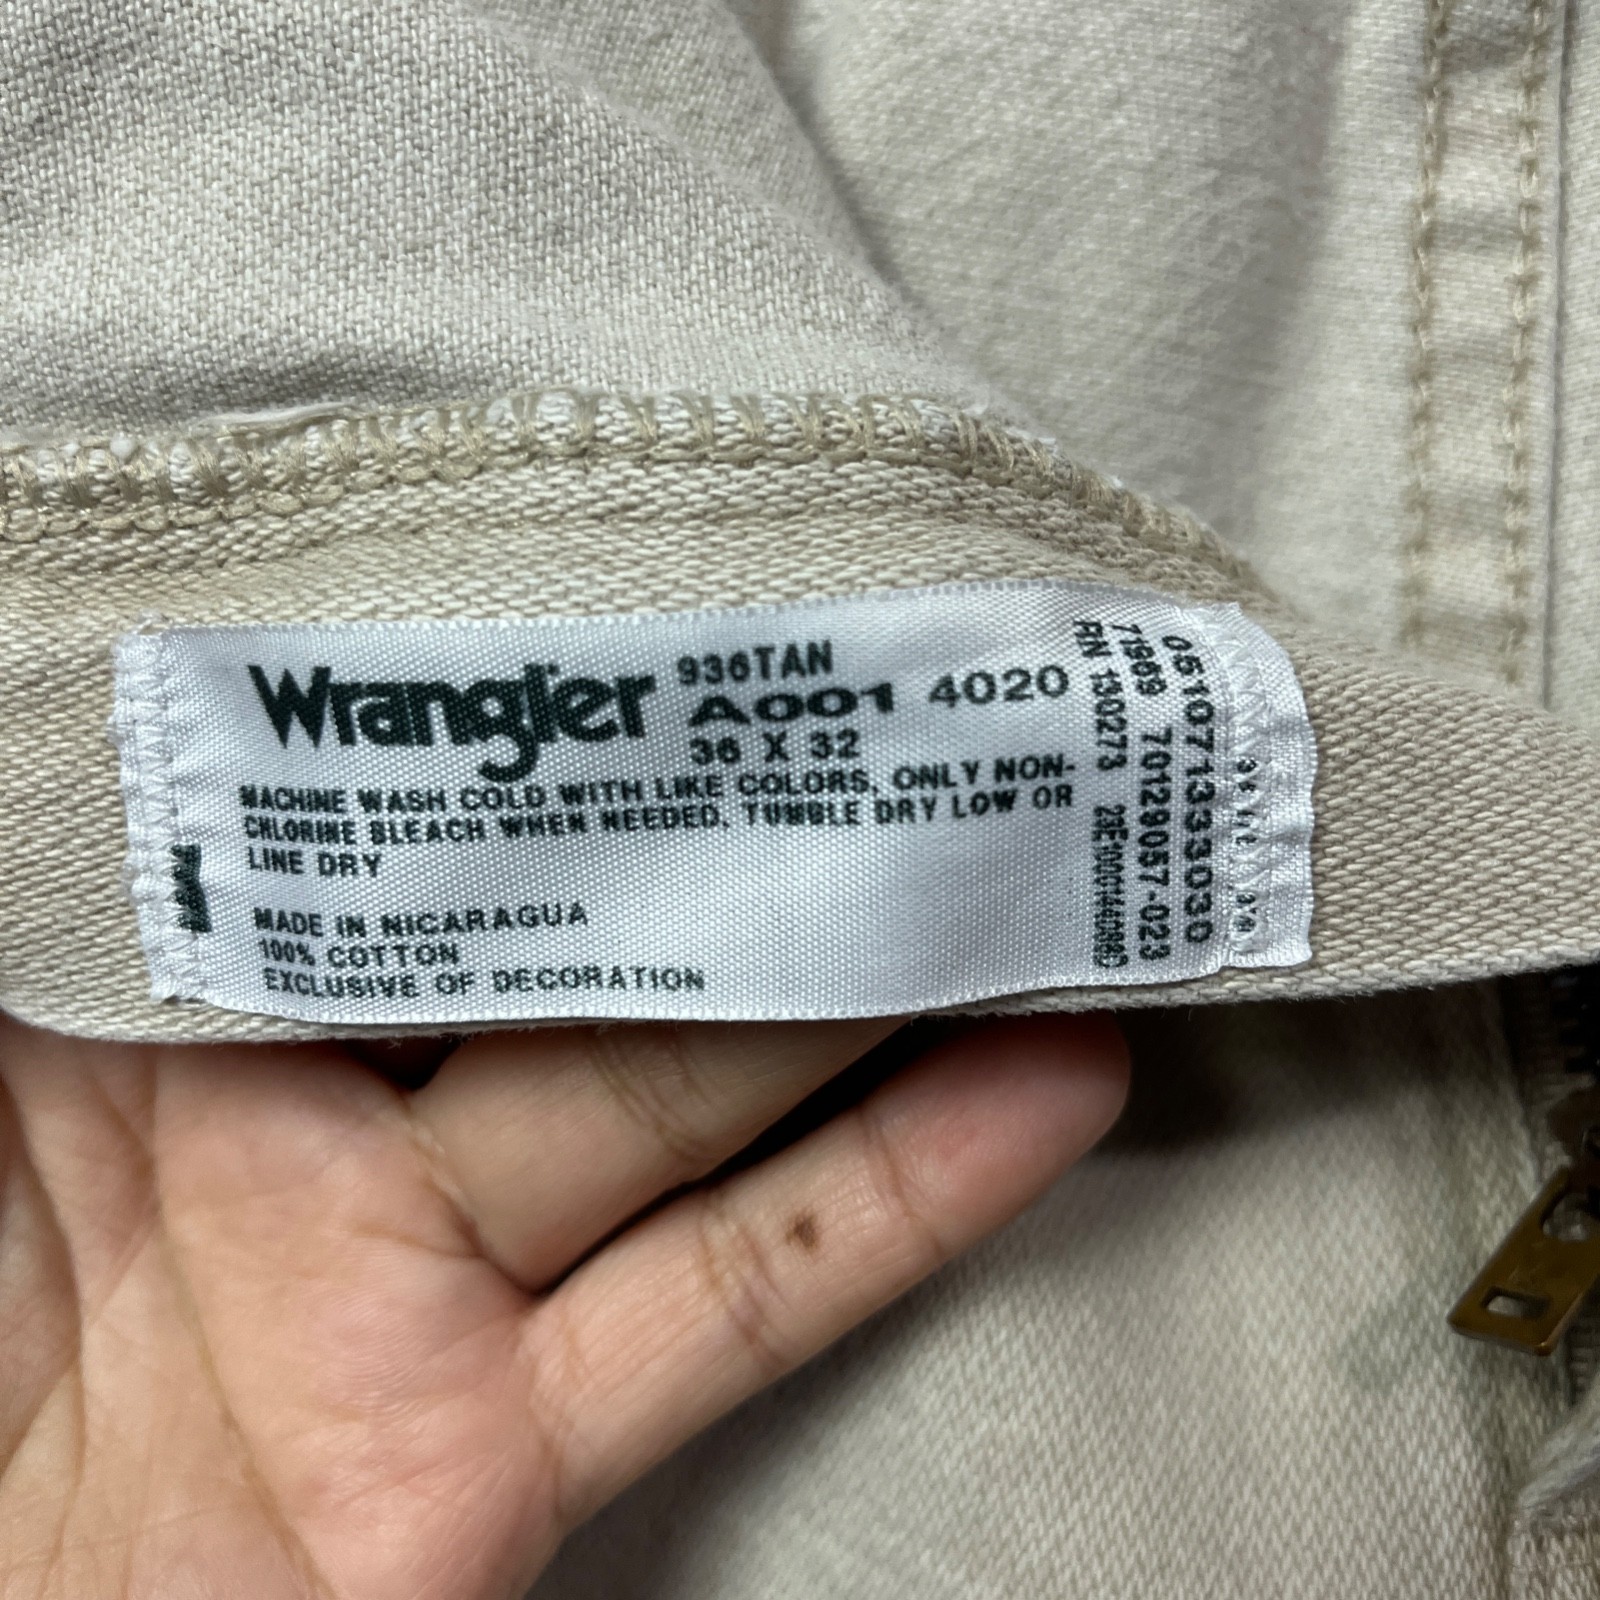 Wrangler
936TAN
A001 4020
36 X 32
MACHINE WASH COLD WITH LIKE COLORS, ONLY NON-
CHLORINE BLEACH WHEN NEEDED, TUMBLE DRY LOW OR
LINE DRY
MADE IN NICARAGUA
100% COTTON
EXCLUSIVE OF DECORATION
RN 130273
71969 70129057-023
05107133030